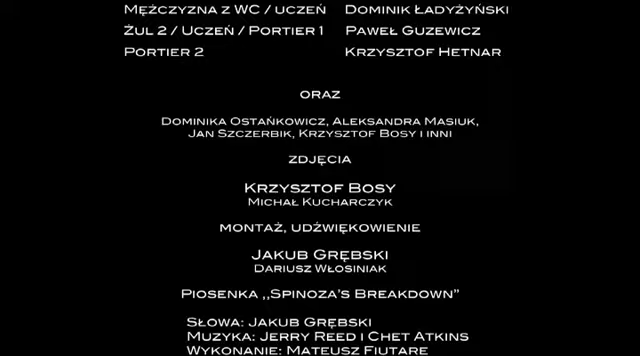 Mężczyzna z WC / uczeń Dominik Ładyżyński
Żul 2 / Uczeń / Portier 1 Paweł Guzewicz
Portier 2 Krzysztof Hetnar
oraz
Dominika Ostańkowicz, Aleksandra Masiuk,
Jan Szczerbik, Krzysztof Bosy i inni
zdjęcia
Krzysztof Bosy
Michał Kucharczyk
montaż, udźwiękowienie
Jakub Grębski
Dariusz Włosiniak
Piosenka ,,Spinoza's Breakdown”
Słowa: Jakub Grębski
Muzyka: Jerry Reed i Chet Atkins
Wykonanie: Mateusz Fiutare